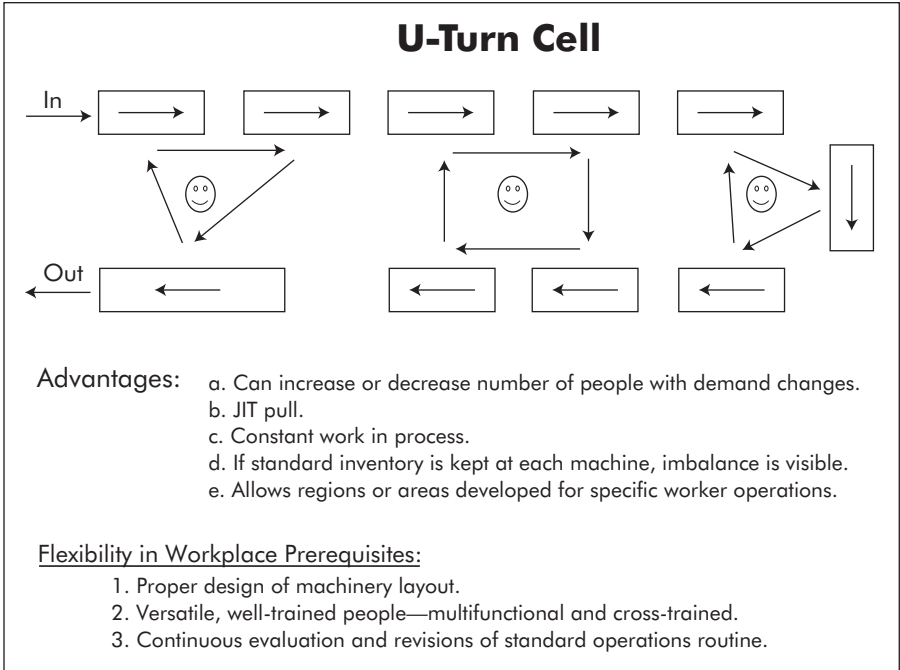 U-Turn Cell
In
Out
Advantages:
a. Can increase or decrease number of people with demand changes.
b. JIT pull.
c. Constant work in process.
d. If standard inventory is kept at each machine, imbalance is visible.
e. Allows regions or areas developed for specific worker operations.
Flexibility in Workplace Prerequisites:
1. Proper design of machinery layout.
2. Versatile, well-trained people—multifunctional and cross-trained.
3. Continuous evaluation and revisions of standard operations routine.